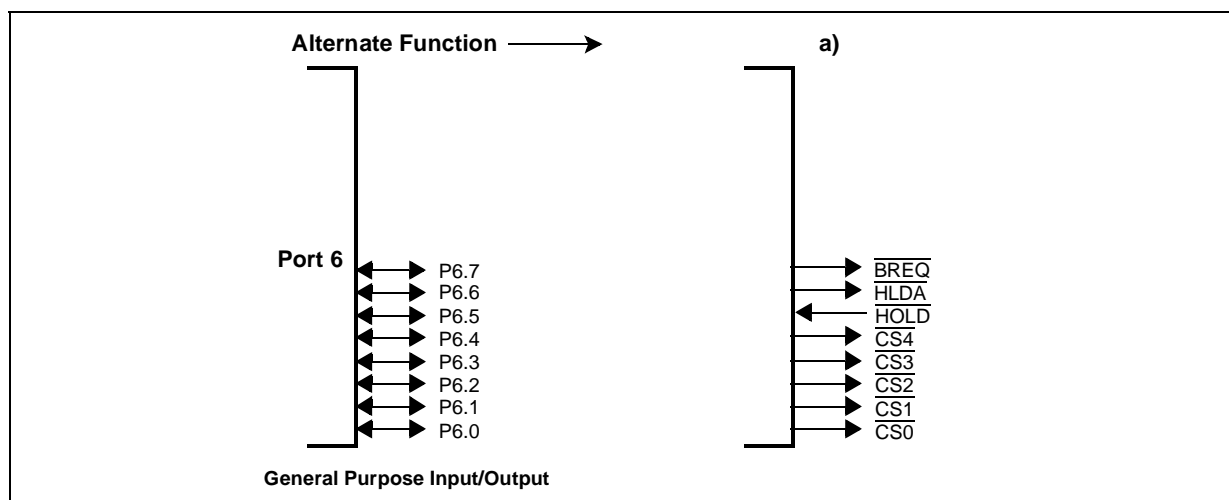 Alternate Function
a)
Port 6
P6.7
P6.6
P6.5
P6.4
P6.3
P6.2
P6.1
P6.0
BREQ
HLDA
HOLD
CS4
CS3
CS2
CS1
CS0
General Purpose Input/Output